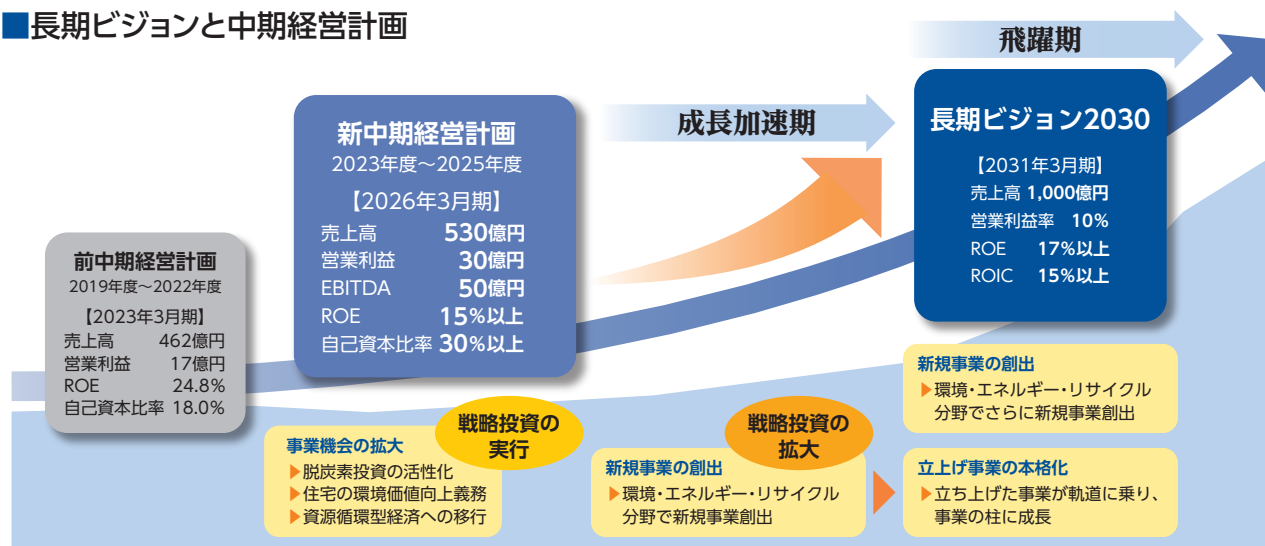 ■長期ビジョンと中期経営計画
前中期経営計画
2019年度～2022年度
【2023年3月期】
売上高 462億円
営業利益 17億円
ROE 24.8%
自己資本比率 18.0%
新中期経営計画
2023年度～2025年度
【2026年3月期】
売上高 530億円
営業利益 30億円
EBITDA 50億円
ROE 15%以上
自己資本比率 30%以上
成長加速期
飛躍期
長期ビジョン2030
【2031年3月期】
売上高 1,000億円
営業利益率 10%
ROE 17%以上
ROIC 15%以上
戦略投資の
実行
事業機会の拡大
▶脱炭素投資の活性化
▶住宅の環境価値向上義務
▶資源循環型経済への移行
戦略投資の
拡大
新規事業の創出
▶環境・エネルギー・リサイクル
分野で新規事業創出
新規事業の創出
▶環境・エネルギー・リサイクル
分野でさらに新規事業創出
立上げ事業の本格化
▶立ち上げた事業が軌道に乗り、
事業の柱に成長